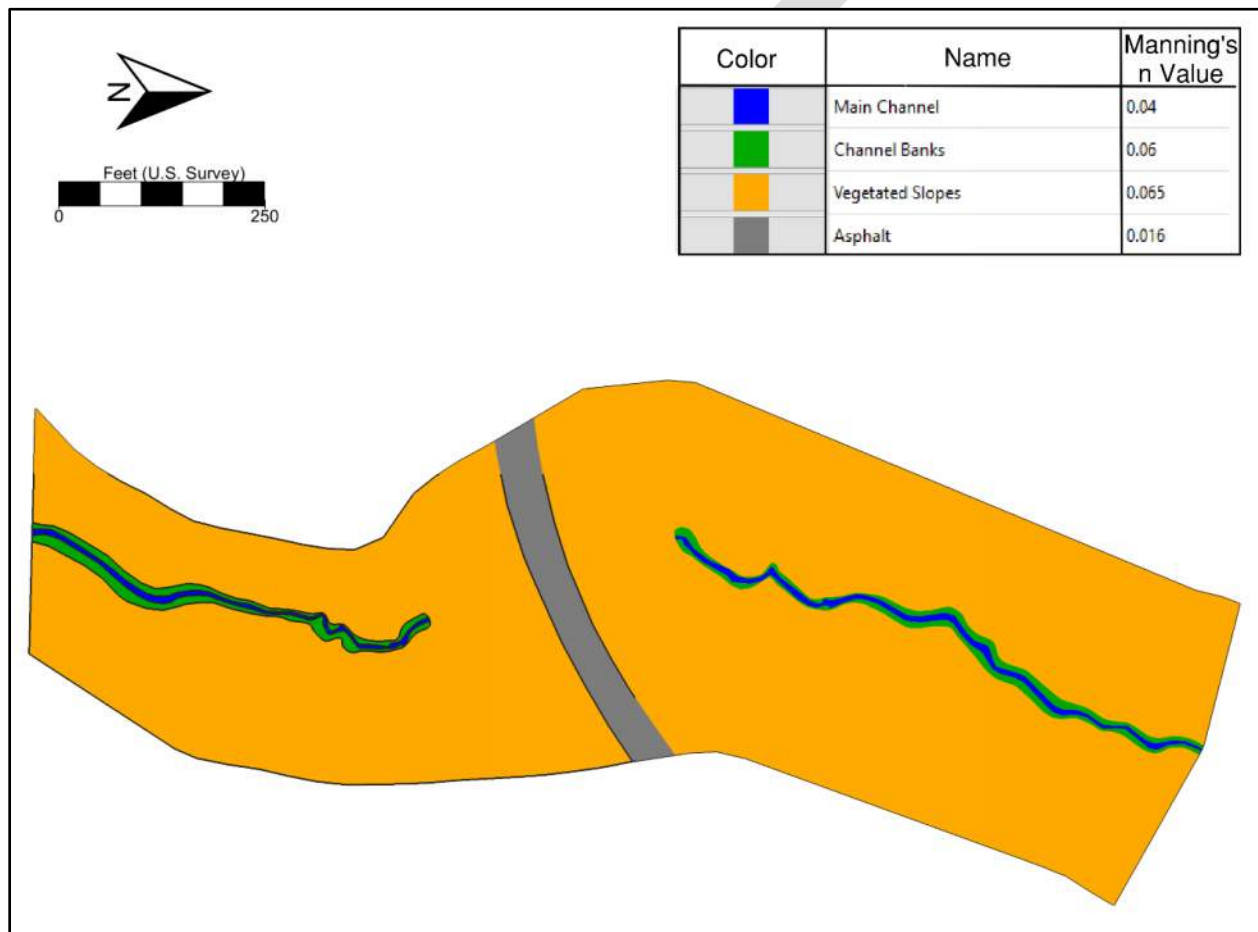 N
Feet (U.S. Survey)
0 250
Color Name Manning's n Value
Main Channel 0.04
Channel Banks 0.06
Vegetated Slopes 0.065
Asphalt 0.016